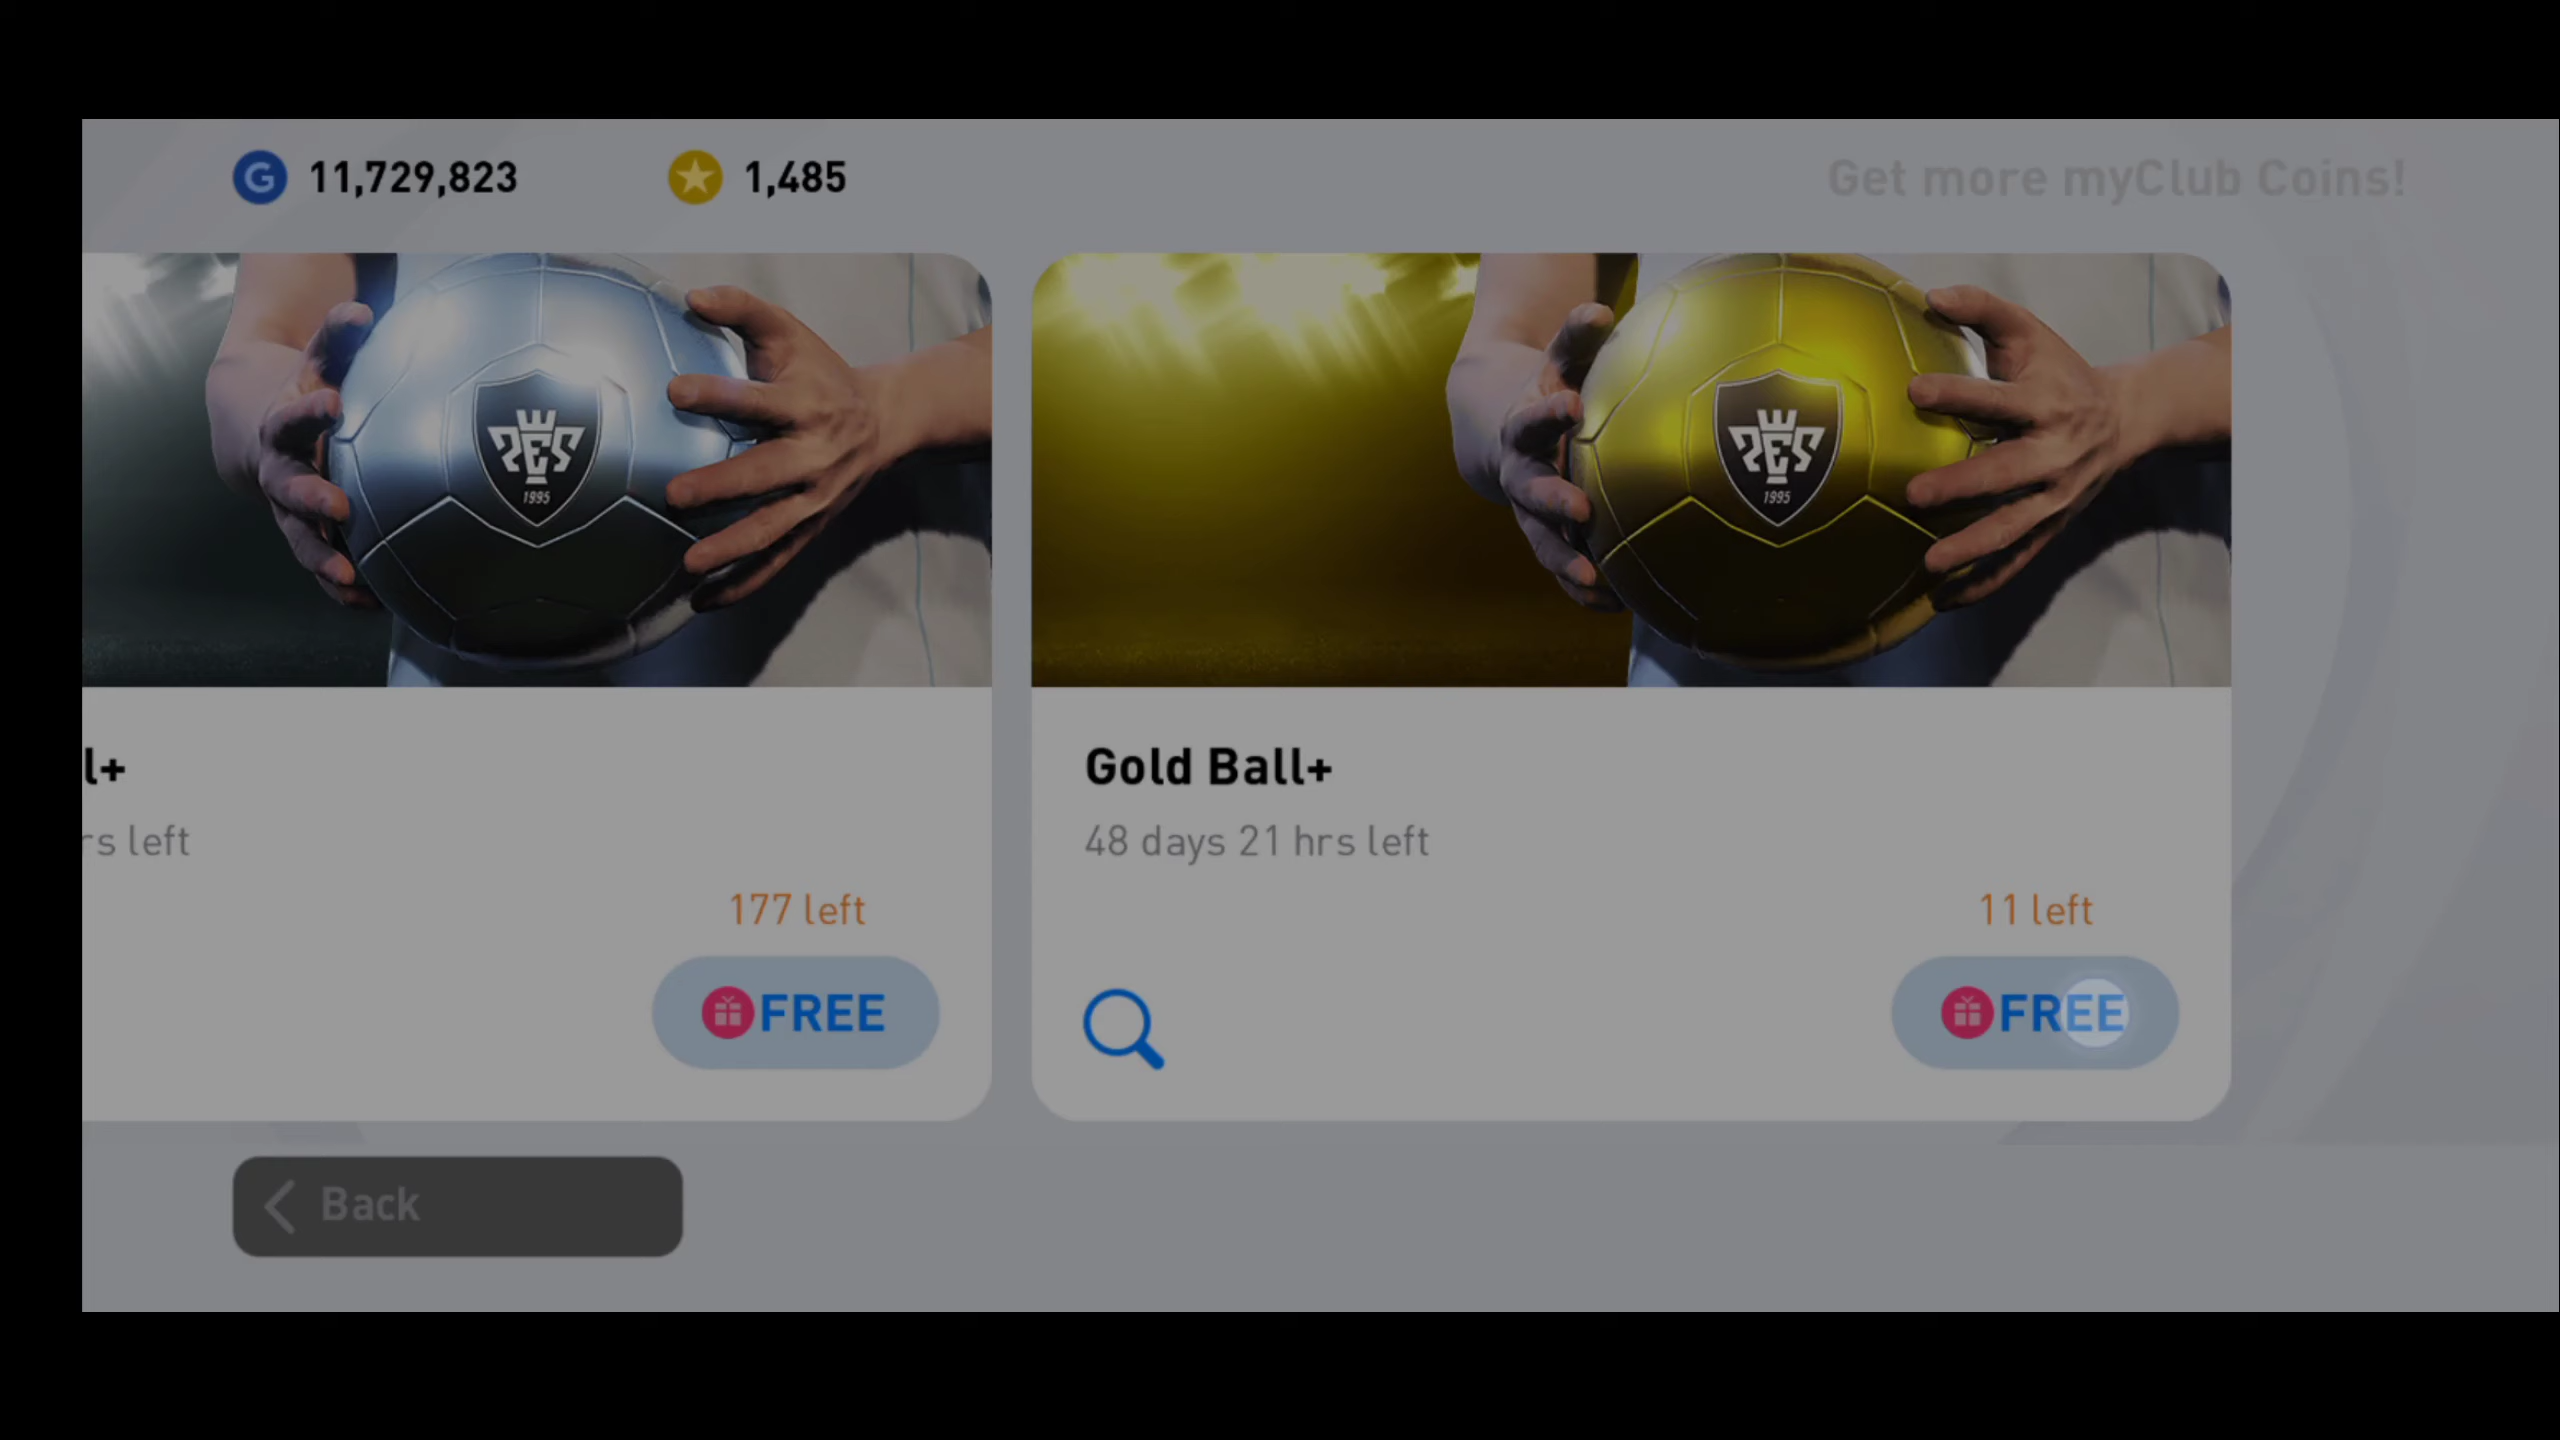 G 11,729,823 1,485 Get more myClub Coins!
PES
1995
PES
1995
l+
rs left
177 left
FREE
Gold Ball+
48 days 21 hrs left
11 left
FREE
Back